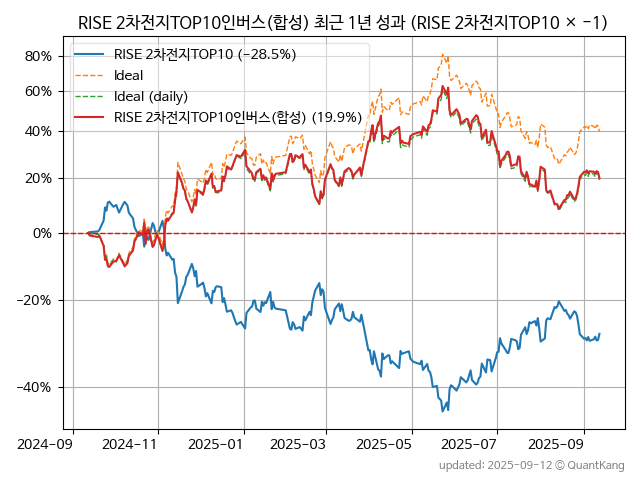 RISE 2차전지TOP10인버스(합성) 최근 1년 성과 (RISE 2차전지TOP10 × −1)
RISE 2차전지TOP10 (−28.5%)
Ideal
Ideal (daily)
RISE 2차전지TOP10인버스(합성) (19.9%)
80%
60%
40%
20%
0%
−20%
−40%
2024-09
2024-11
2025-01
2025-03
2025-05
2025-07
2025-09
updated: 2025-09-12 © QuantKang